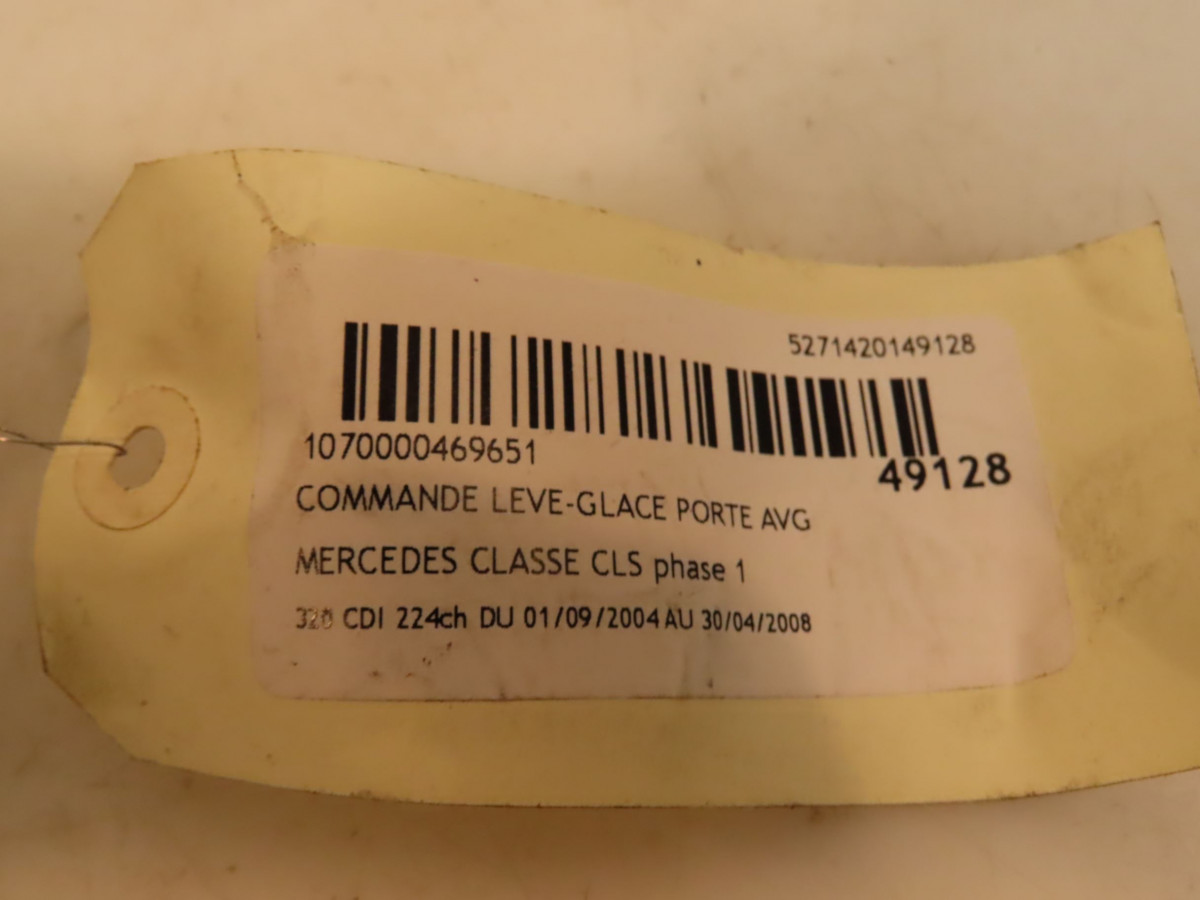 5271420149128
1070000469651
49128
COMMANDE LEVE-GLACE PORTE AVG
MERCEDES CLASSE CLS phase 1
320 CDI 224ch DU 01/09/2004 AU 30/04/2008